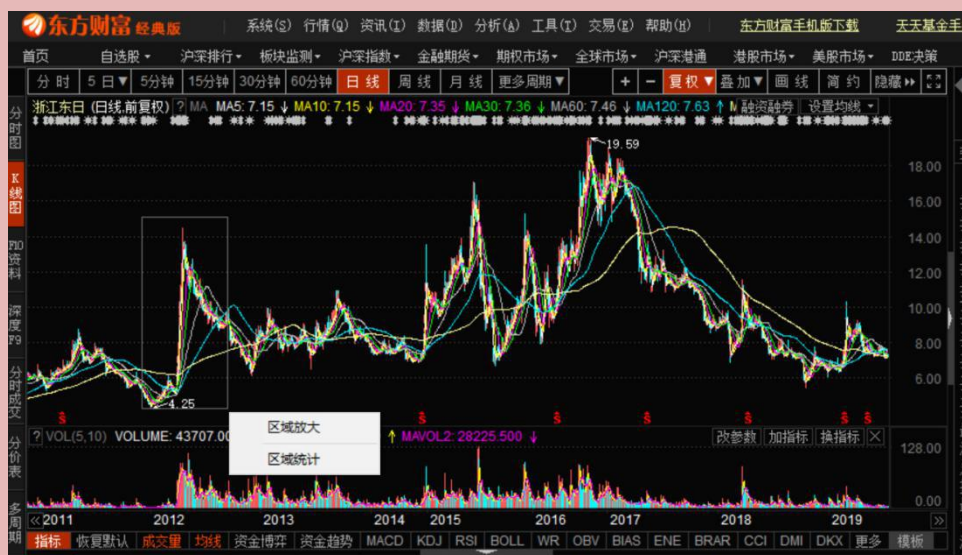 东方财富 经典版 系统(S) 行情(Q) 资讯(I) 数据(D) 分析(A) 工具(T) 交易(E) 帮助(H) 东方财富手机版下载 天天基金手
首页 自选股 沪深排行 板块监测 沪深指数 金融期货 期权市场 全球市场 沪深港通 港股市场 美股市场 DDE决策
分时 5日▼ 5分钟 15分钟 30分钟 60分钟 日线 周线 月线 更多周期▼ + - 复权▼ 叠加▼ 画线 简约 隐藏
浙江东日 (日线,前复权) ? MA MA5: 7.15 ↓ MA10: 7.15 ↓ MA20: 7.35 ↓ MA30: 7.36 ↓ MA60: 7.46 ↓ MA120: 7.63 ↑ 融资融券 设置均线
分时图
K线图
F10资料
深度F9
分时成交
分价表
多周期
19.59
18.00
16.00
14.00
12.00
10.00
8.00
6.00
4.25
区域放大
区域统计
? VOL(5,10) VOLUME: 43707.00 ↑ MAVOL2: 28225.500 ↓ 改参数 加指标 换指标
128.00
0.00
2011 2012 2013 2014 2015 2016 2017 2018 2019
指标 恢复默认 成交量 均线 资金博弈 资金趋势 MACD KDJ RSI BOLL WR OBV BIAS ENE BRAR CCI DMI DKX 更多 模板